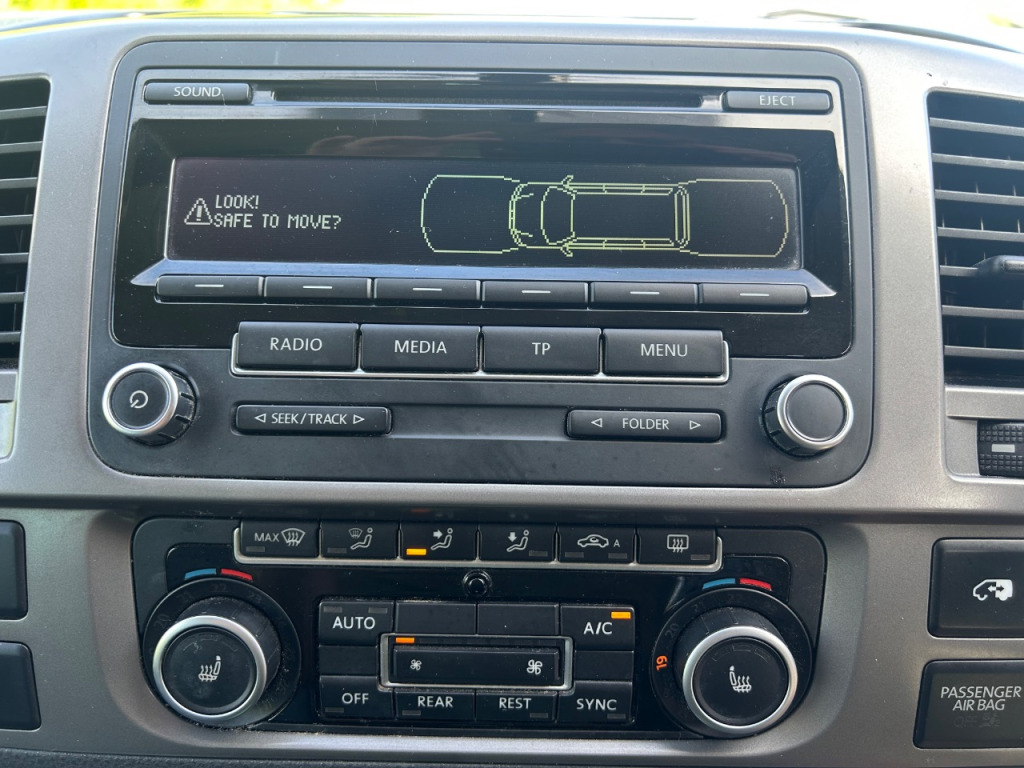 SOUND
EJECT
LOOK!
SAFE TO MOVE?
RADIO
MEDIA
TP
MENU
SEEK/TRACK
FOLDER
MAX
A
AUTO
A/C
OFF
REAR
REST
SYNC
19
20
PASSENGER
AIR BAG